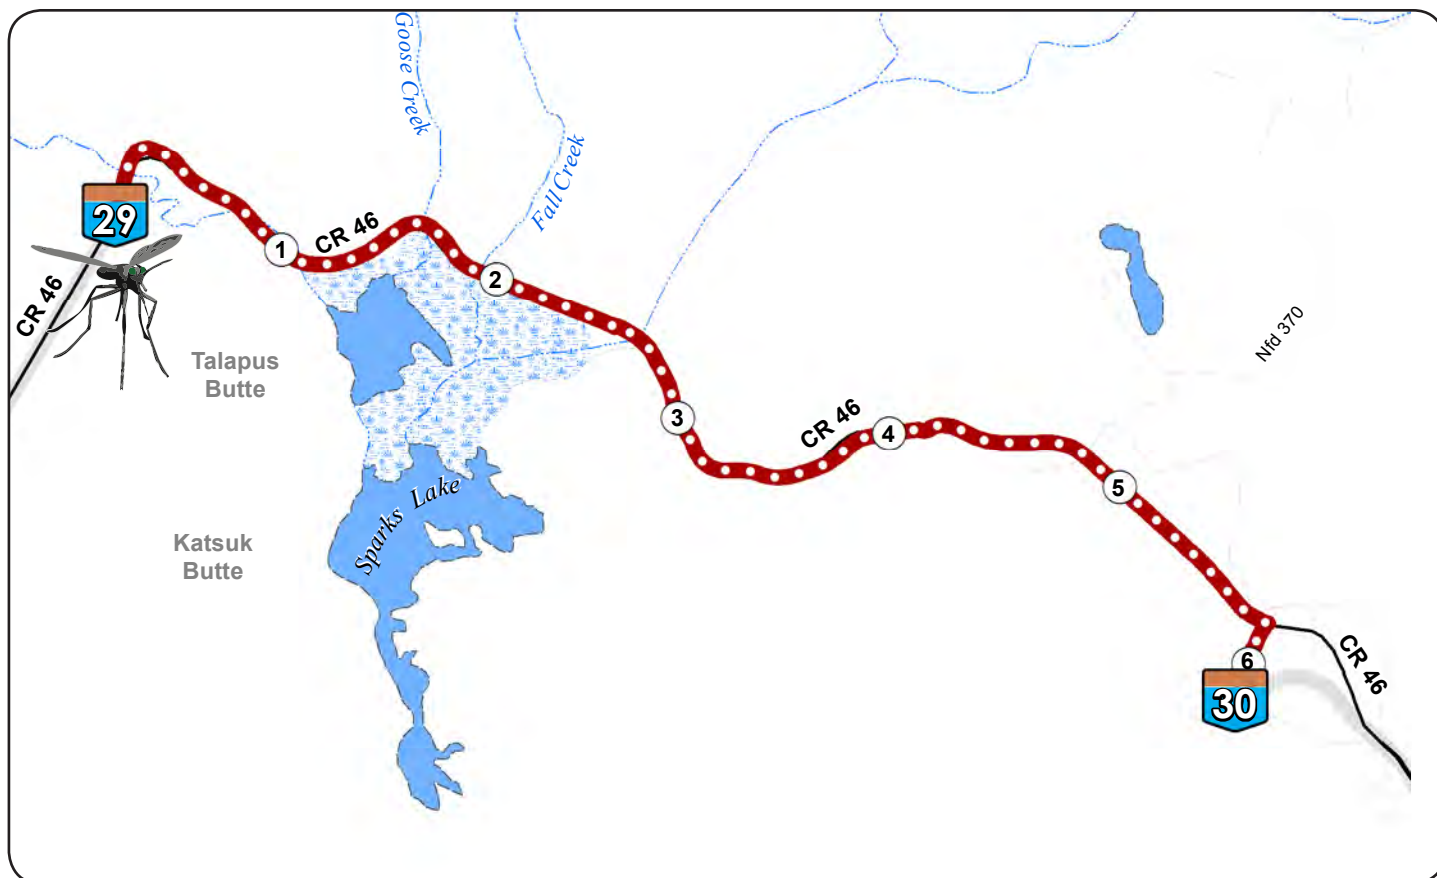 Goose Creek
Fall Creek
29
1
CR 46
2
CR 46
Nfd 370
Talapus
Butte
3
CR 46
4
Sparks Lake
5
Katsuk
Butte
6
CR 46
30